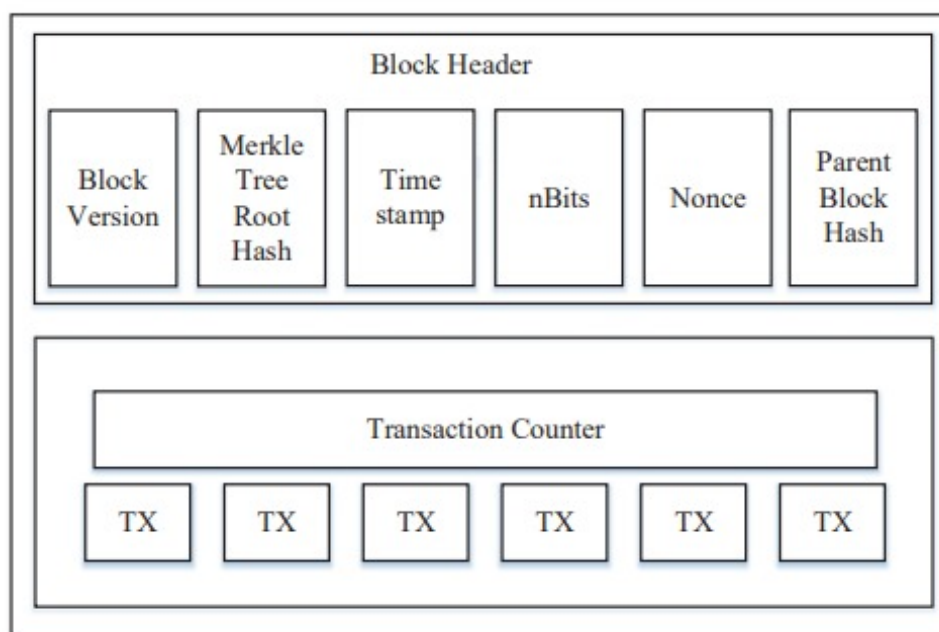 Block Header
Block
Version
Merkle
Tree
Root
Hash
Time
stamp
nBits
Nonce
Parent
Block
Hash
Transaction Counter
TX
TX
TX
TX
TX
TX